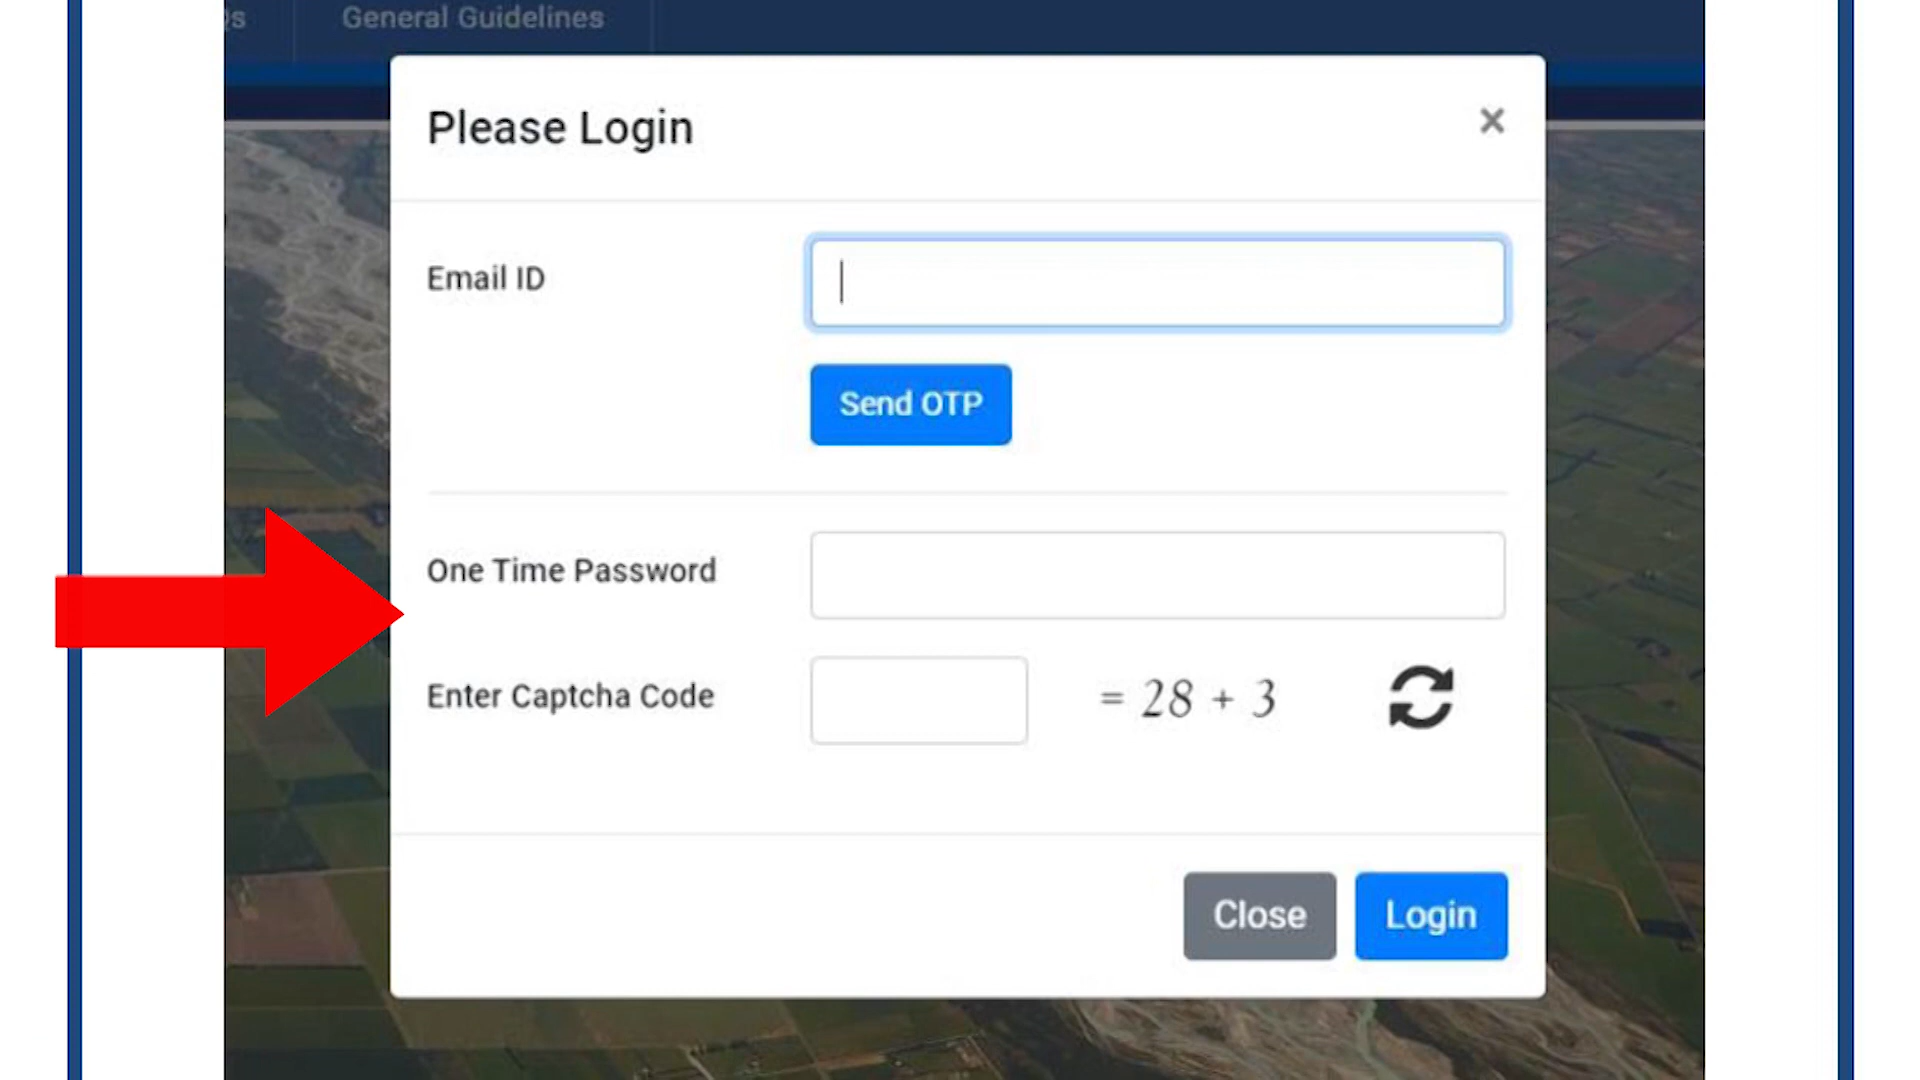 General Guidelines
Please Login
×
Email ID
Send OTP
One Time Password
Enter Captcha Code
= 28 + 3
Close
Login